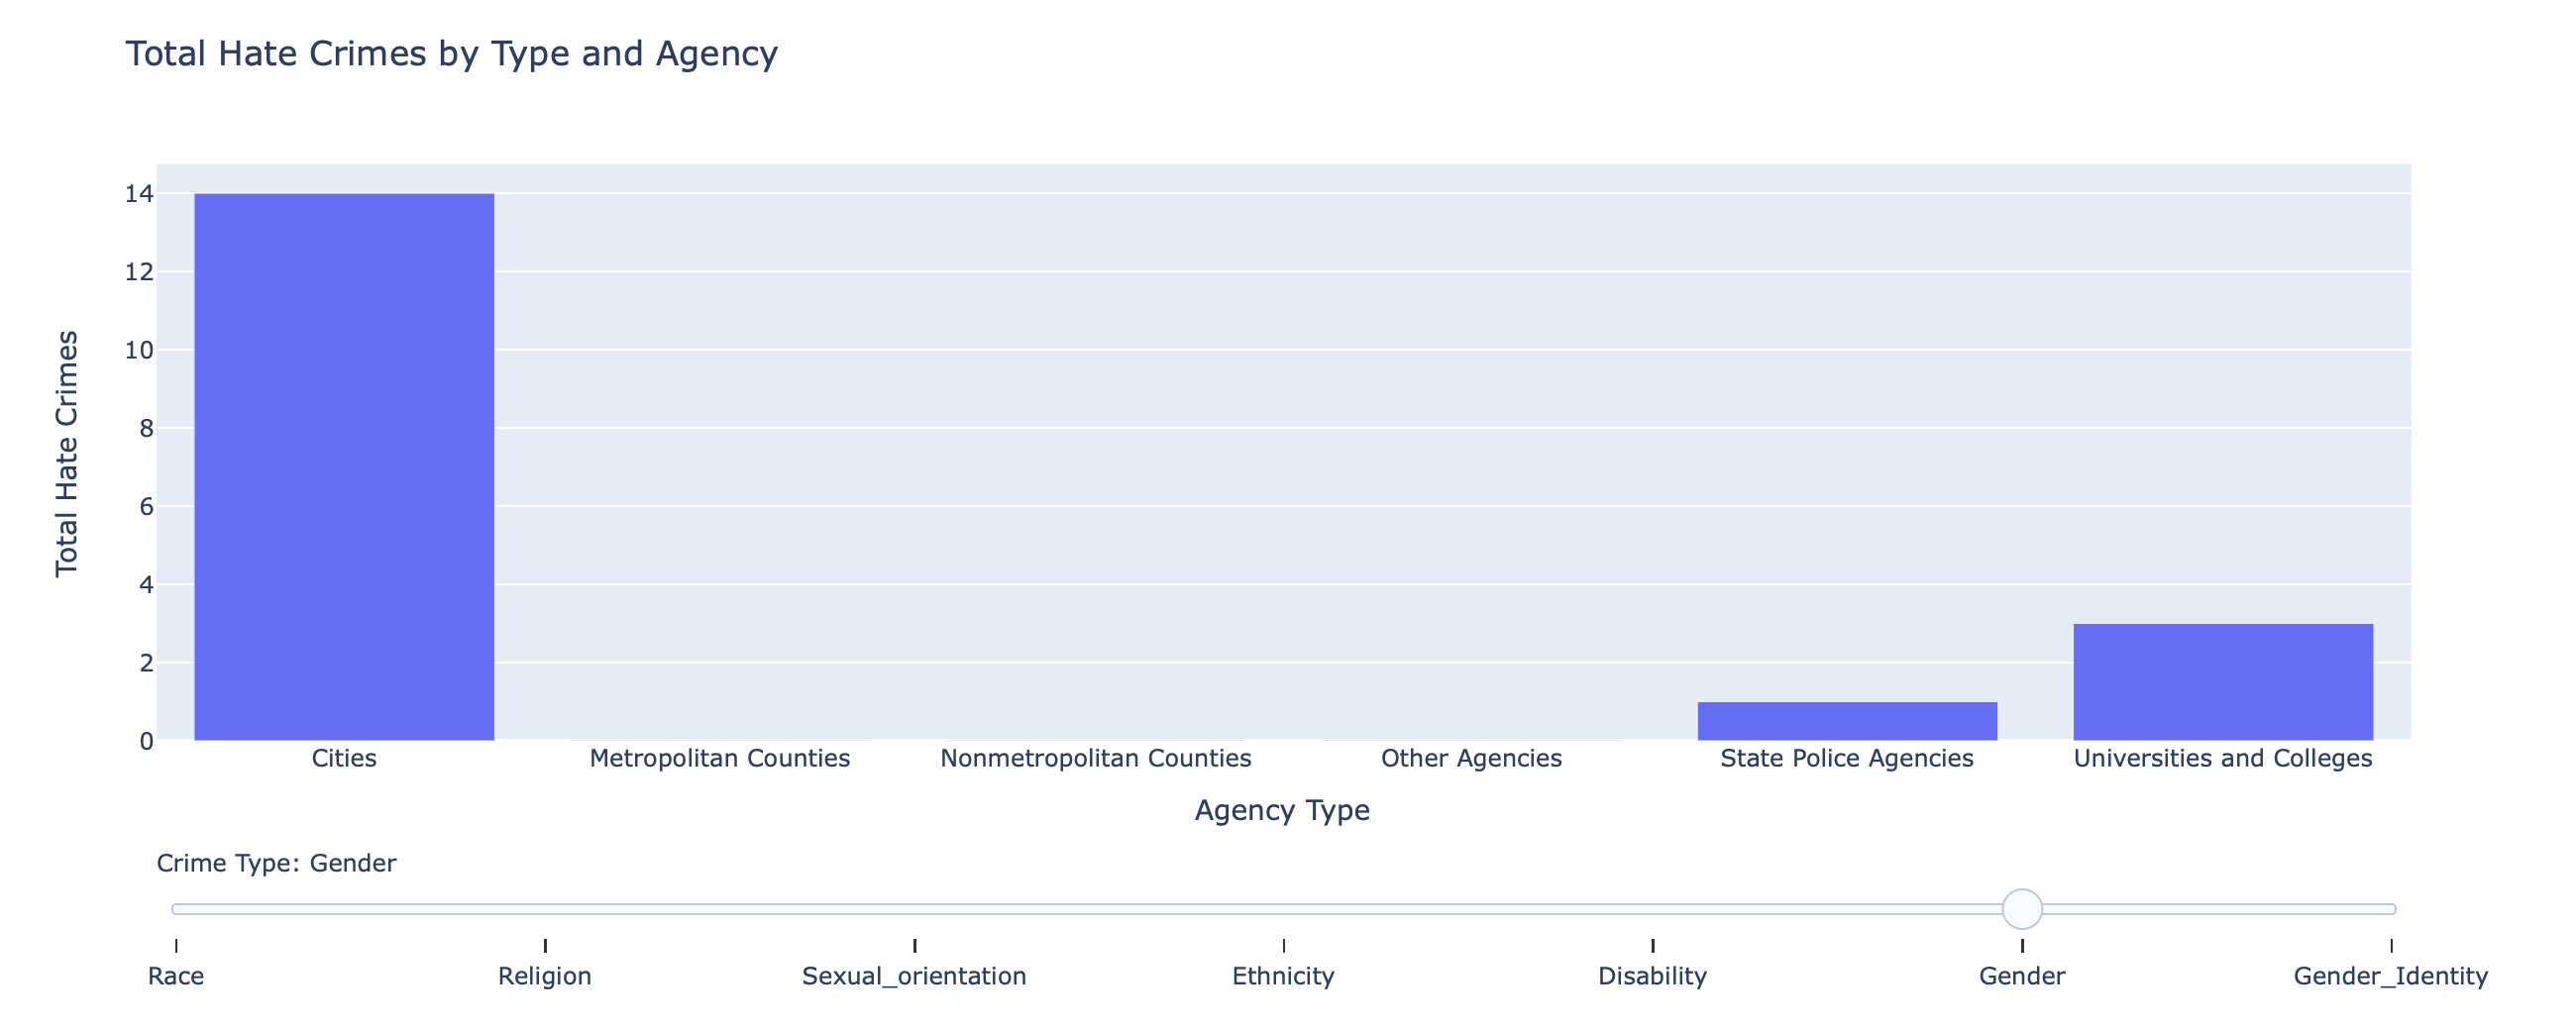 Total Hate Crimes by Type and Agency
Total Hate Crimes
14
12
10
8
6
4
2
0
Cities
Metropolitan Counties
Nonmetropolitan Counties
Other Agencies
State Police Agencies
Universities and Colleges
Agency Type
Crime Type: Gender
Race
Religion
Sexual_orientation
Ethnicity
Disability
Gender
Gender_Identity